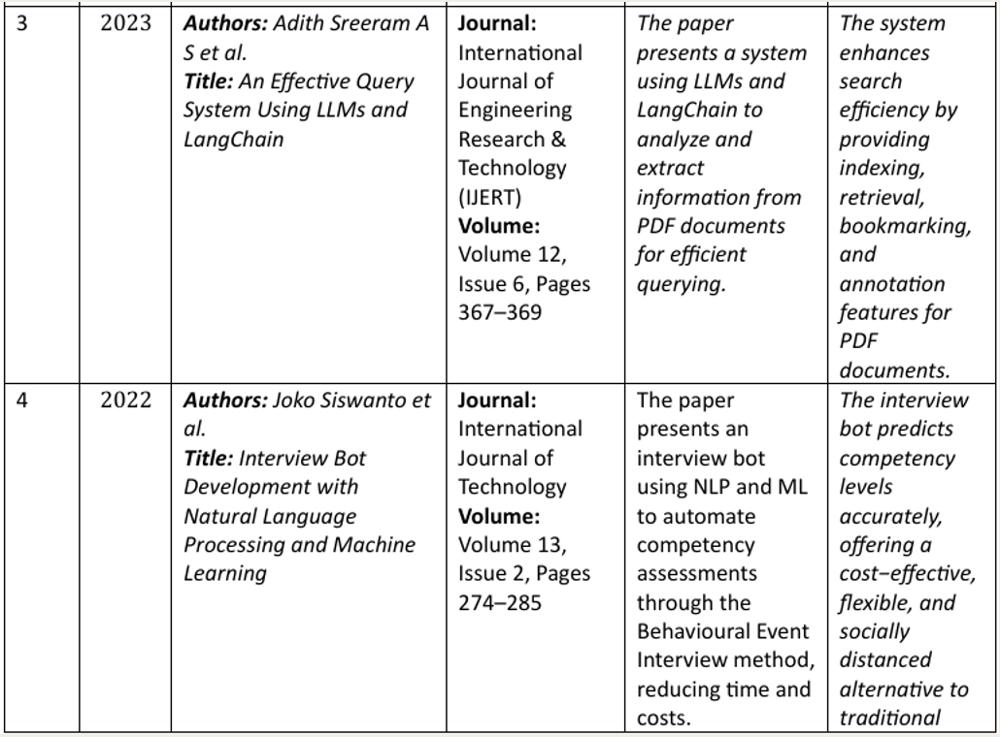 3
2023
Authors: Adith Sreeram A
S et al.
Title: An Effective Query
System Using LLMs and
LangChain
Journal:
International
Journal of
Engineering
Research &
Technology
(IJERT)
Volume:
Volume 12,
Issue 6, Pages
367–369
The paper
presents a system
using LLMs and
LangChain to
analyze and
extract
information from
PDF documents
for efficient
querying.
The system
enhances
search
efficiency by
providing
indexing,
retrieval,
bookmarking,
and
annotation
features for
PDF
documents.
4
2022
Authors: Joko Siswanto et
al.
Title: Interview Bot
Development with
Natural Language
Processing and Machine
Learning
Journal:
International
Journal of
Technology
Volume:
Volume 13,
Issue 2, Pages
274–285
The paper
presents an
interview bot
using NLP and ML
to automate
competency
assessments
through the
Behavioural Event
Interview method,
reducing time and
costs.
The interview
bot predicts
competency
levels
accurately,
offering a
cost−effective,
flexible, and
socially
distanced
alternative to
traditional